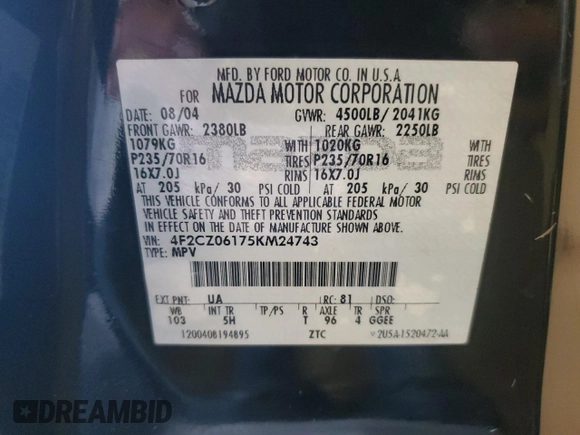 MFD. BY FORD MOTOR CO. IN U.S.A.
FOR MAZDA MOTOR CORPORATION
DATE: 08/04 GVWR: 4500LB/ 2041KG
FRONT GAWR: 2380LB REAR GAWR: 2250LB
1079KG WITH 1020KG WITH
P235/70R16 TIRES P235/70R16 TIRES
16X7.0J RIMS 16X7.0J RIMS
AT 205 kPa/ 30 PSI COLD AT 205 kPa/ 30 PSI COLD
THIS VEHICLE CONFORMS TO ALL APPLICABLE FEDERAL MOTOR
VEHICLE SAFETY AND THEFT PREVENTION STANDARDS
IN EFFECT ON THE DATE OF MANUFACTURE SHOWN ABOVE.
VIN: 4F2CZ06175KM24743
TYPE: MPV
EXT PNT: UA RC: 81 DSO:
WB INT TR TP/PS R AXLE TR SPR
103 5H T 96 4 GGEE
1200408194895 ZTC 2U5A-1520472-AA
DREAMBID